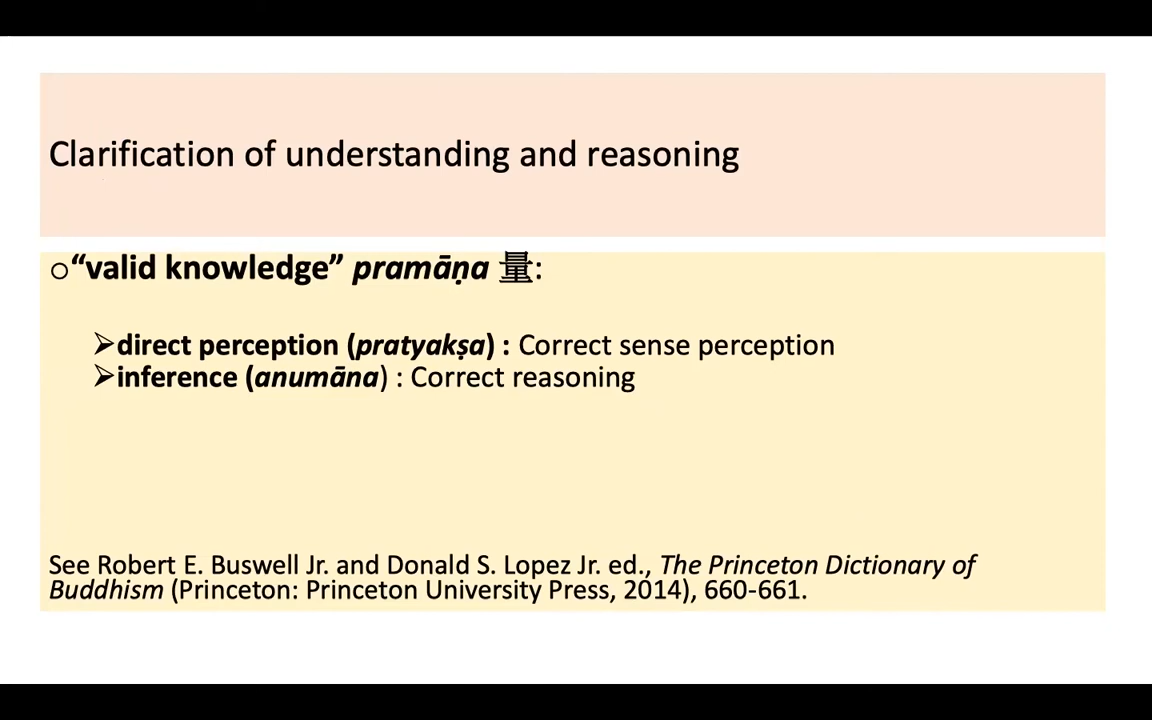 Clarification of understanding and reasoning
○“valid knowledge” pramāṇa 量:
➢direct perception (pratyakṣa) : Correct sense perception
➢inference (anumāna) : Correct reasoning
See Robert E. Buswell Jr. and Donald S. Lopez Jr. ed., The Princeton Dictionary of
Buddhism (Princeton: Princeton University Press, 2014), 660-661.